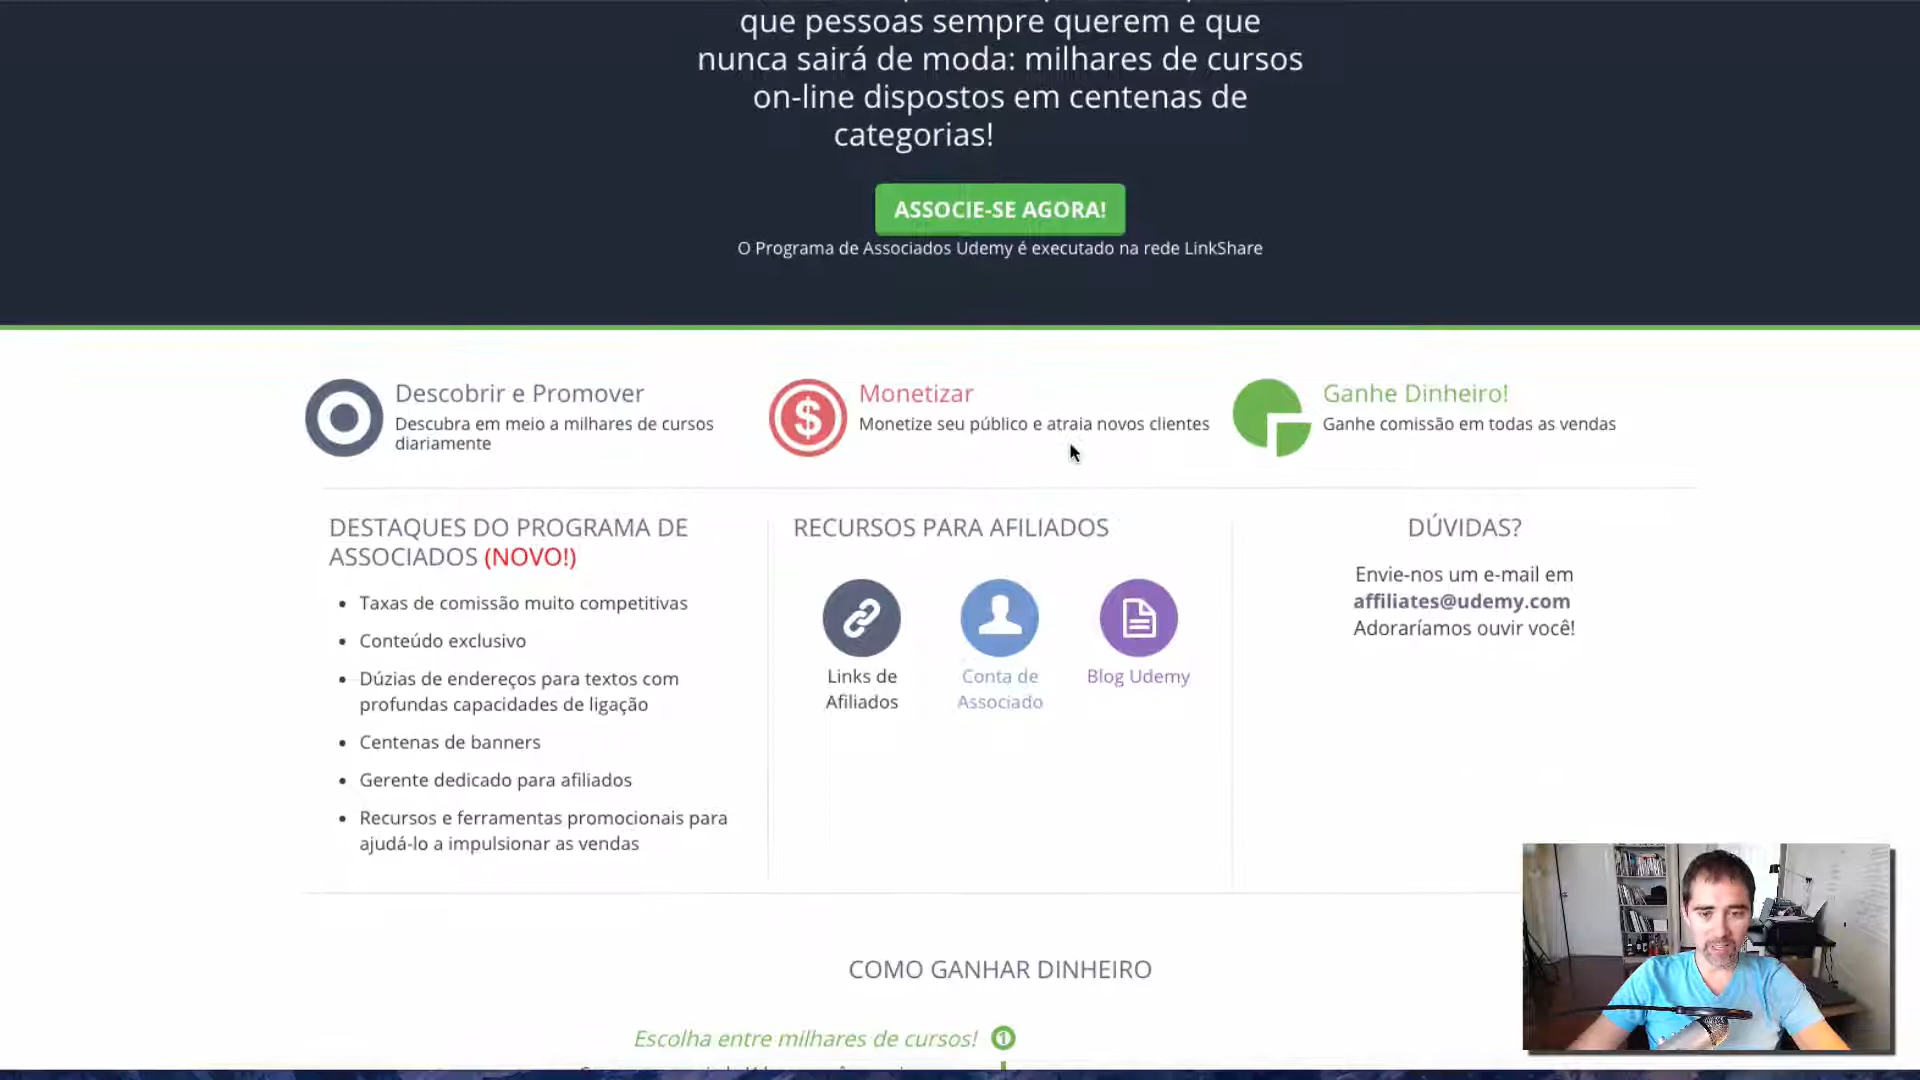 que pessoas sempre querem e que
nunca sairá de moda: milhares de cursos
on-line dispostos em centenas de
categorias!
ASSOCIE-SE AGORA!
O Programa de Associados Udemy é executado na rede LinkShare
Descobrir e Promover
Descubra em meio a milhares de cursos
diariamente
Monetizar
Monetize seu público e atraia novos clientes
Ganhe Dinheiro!
Ganhe comissão em todas as vendas
DESTAQUES DO PROGRAMA DE
ASSOCIADOS (NOVO!)
• Taxas de comissão muito competitivas
• Conteúdo exclusivo
• Dúzias de endereços para textos com
profundas capacidades de ligação
• Centenas de banners
• Gerente dedicado para afiliados
• Recursos e ferramentas promocionais para
ajudá-lo a impulsionar as vendas
RECURSOS PARA AFILIADOS
Links de
Afiliados
Conta de
Associado
Blog Udemy
DÚVIDAS?
Envie-nos um e-mail em
affiliates@udemy.com
Adoraríamos ouvir você!
COMO GANHAR DINHEIRO
Escolha entre milhares de cursos! 1